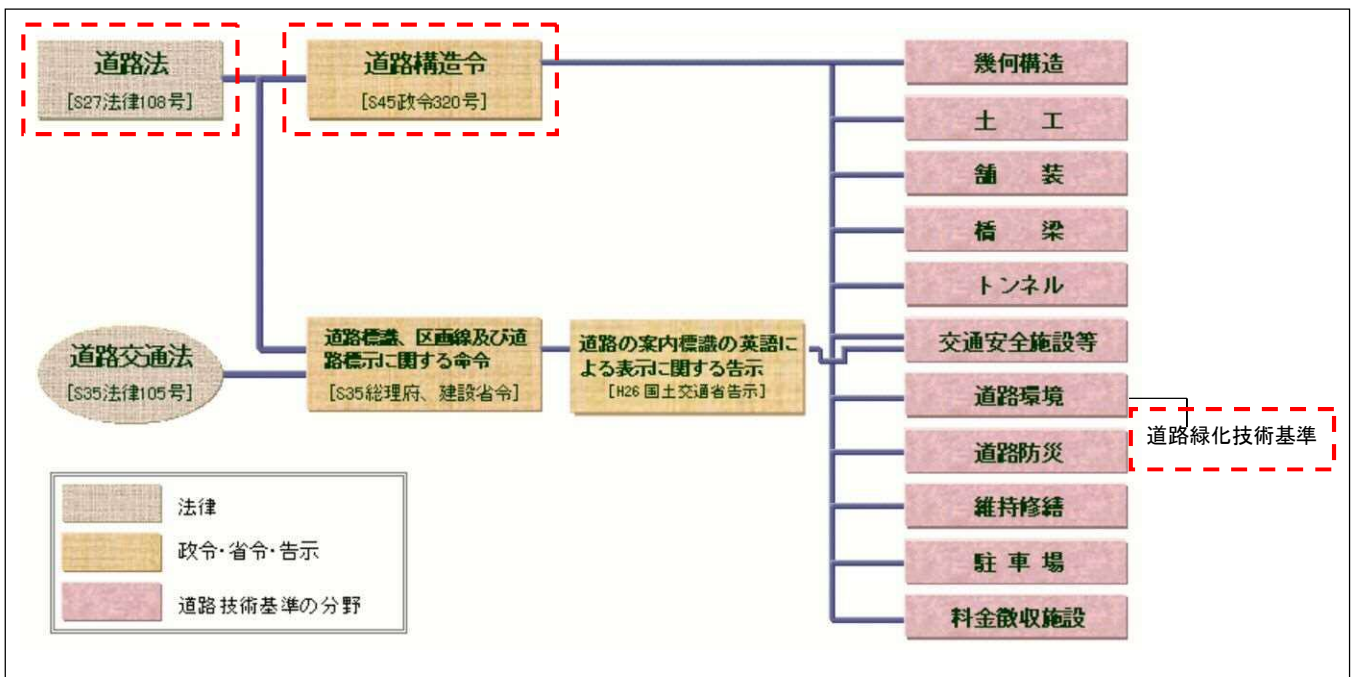 道路法
[S27法律108号]
道路構造令
[S45政令320号]
幾何構造
土　工
舗　装
橋　梁
トンネル
交通安全施設等
道路交通法
[S35法律105号]
道路標識、区画線及び道
路標示に関する命令
[S35総理府、建設省令]
道路の案内標識の英語に
よる表示に関する告示
[H26国土交通省告示]
道路環境
道路緑化技術基準
道路防災
維持修繕
駐 車 場
料金徴収施設
法律
政令・省令・告示
道路技術基準の分野